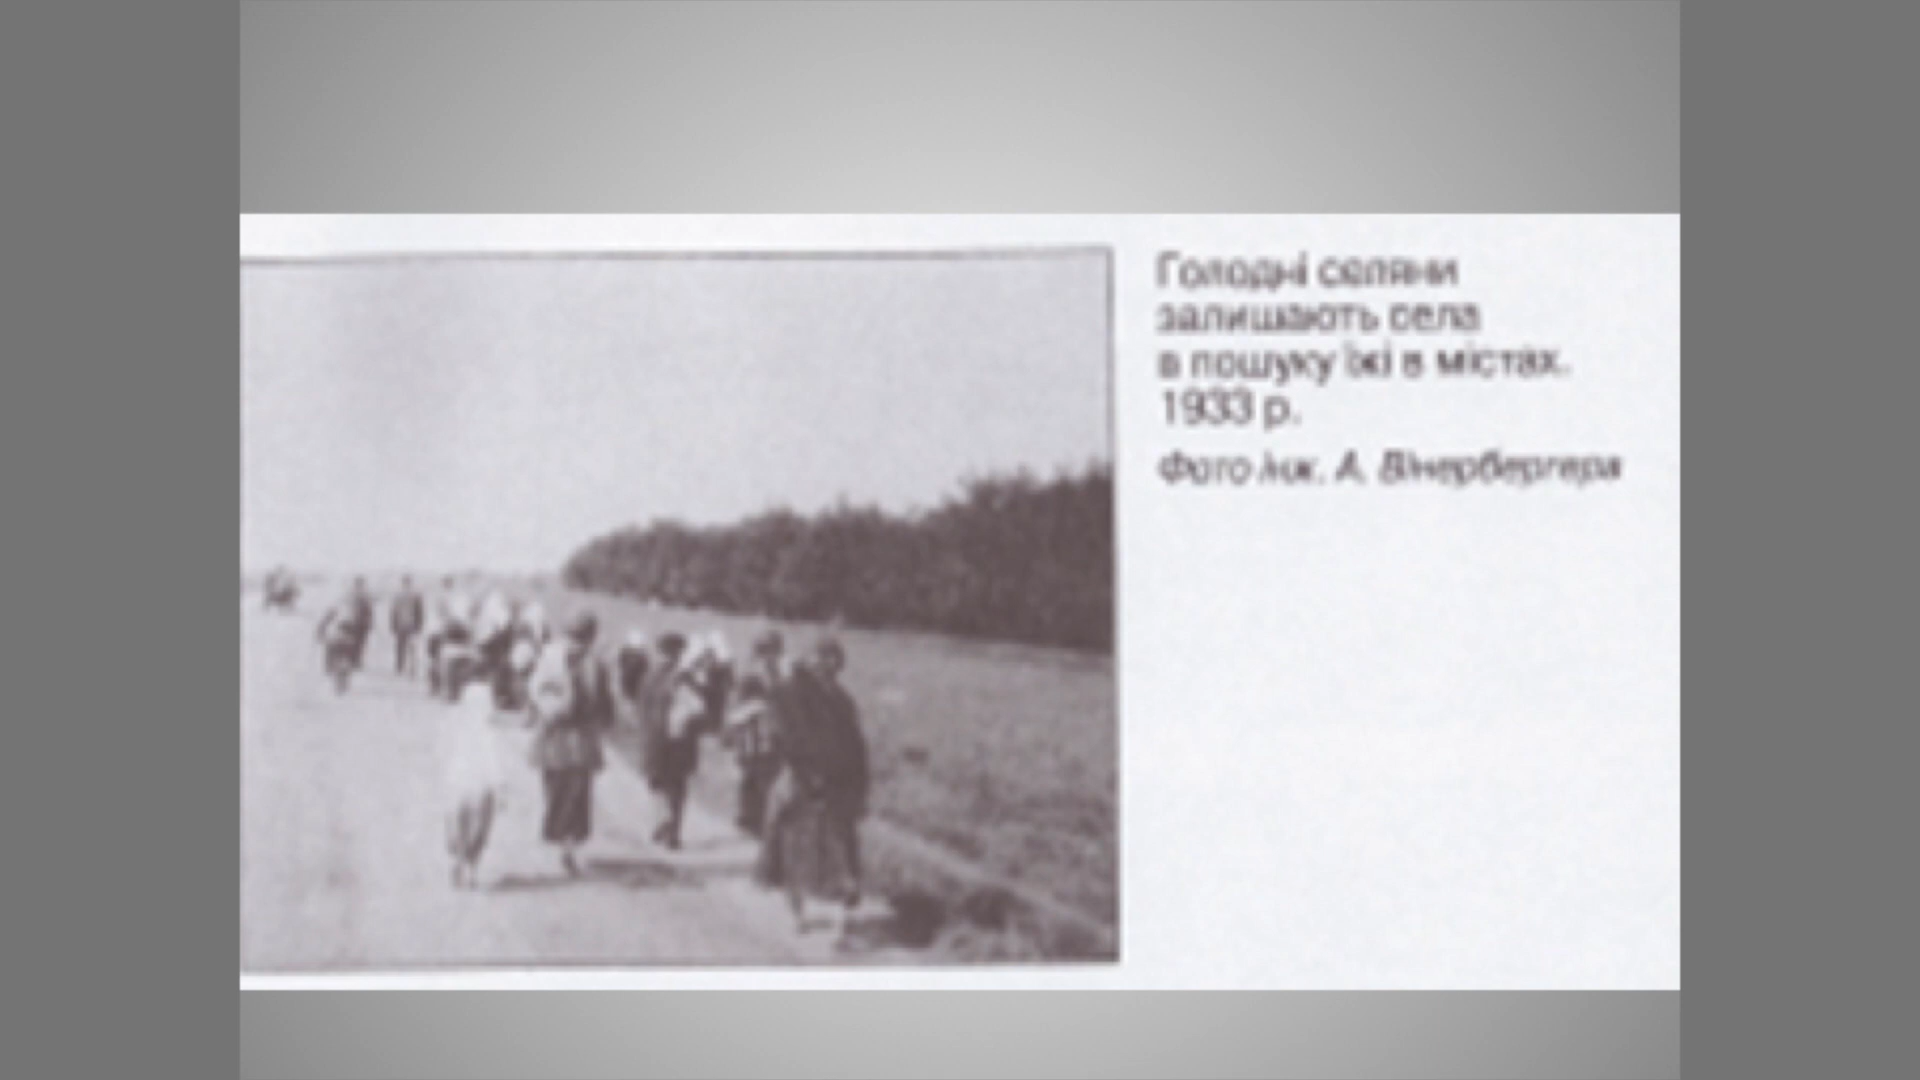 Голодні селяни
залишають села
в пошуку їжі в містах.
1933 р.
Фото інж. А. Вінербергера